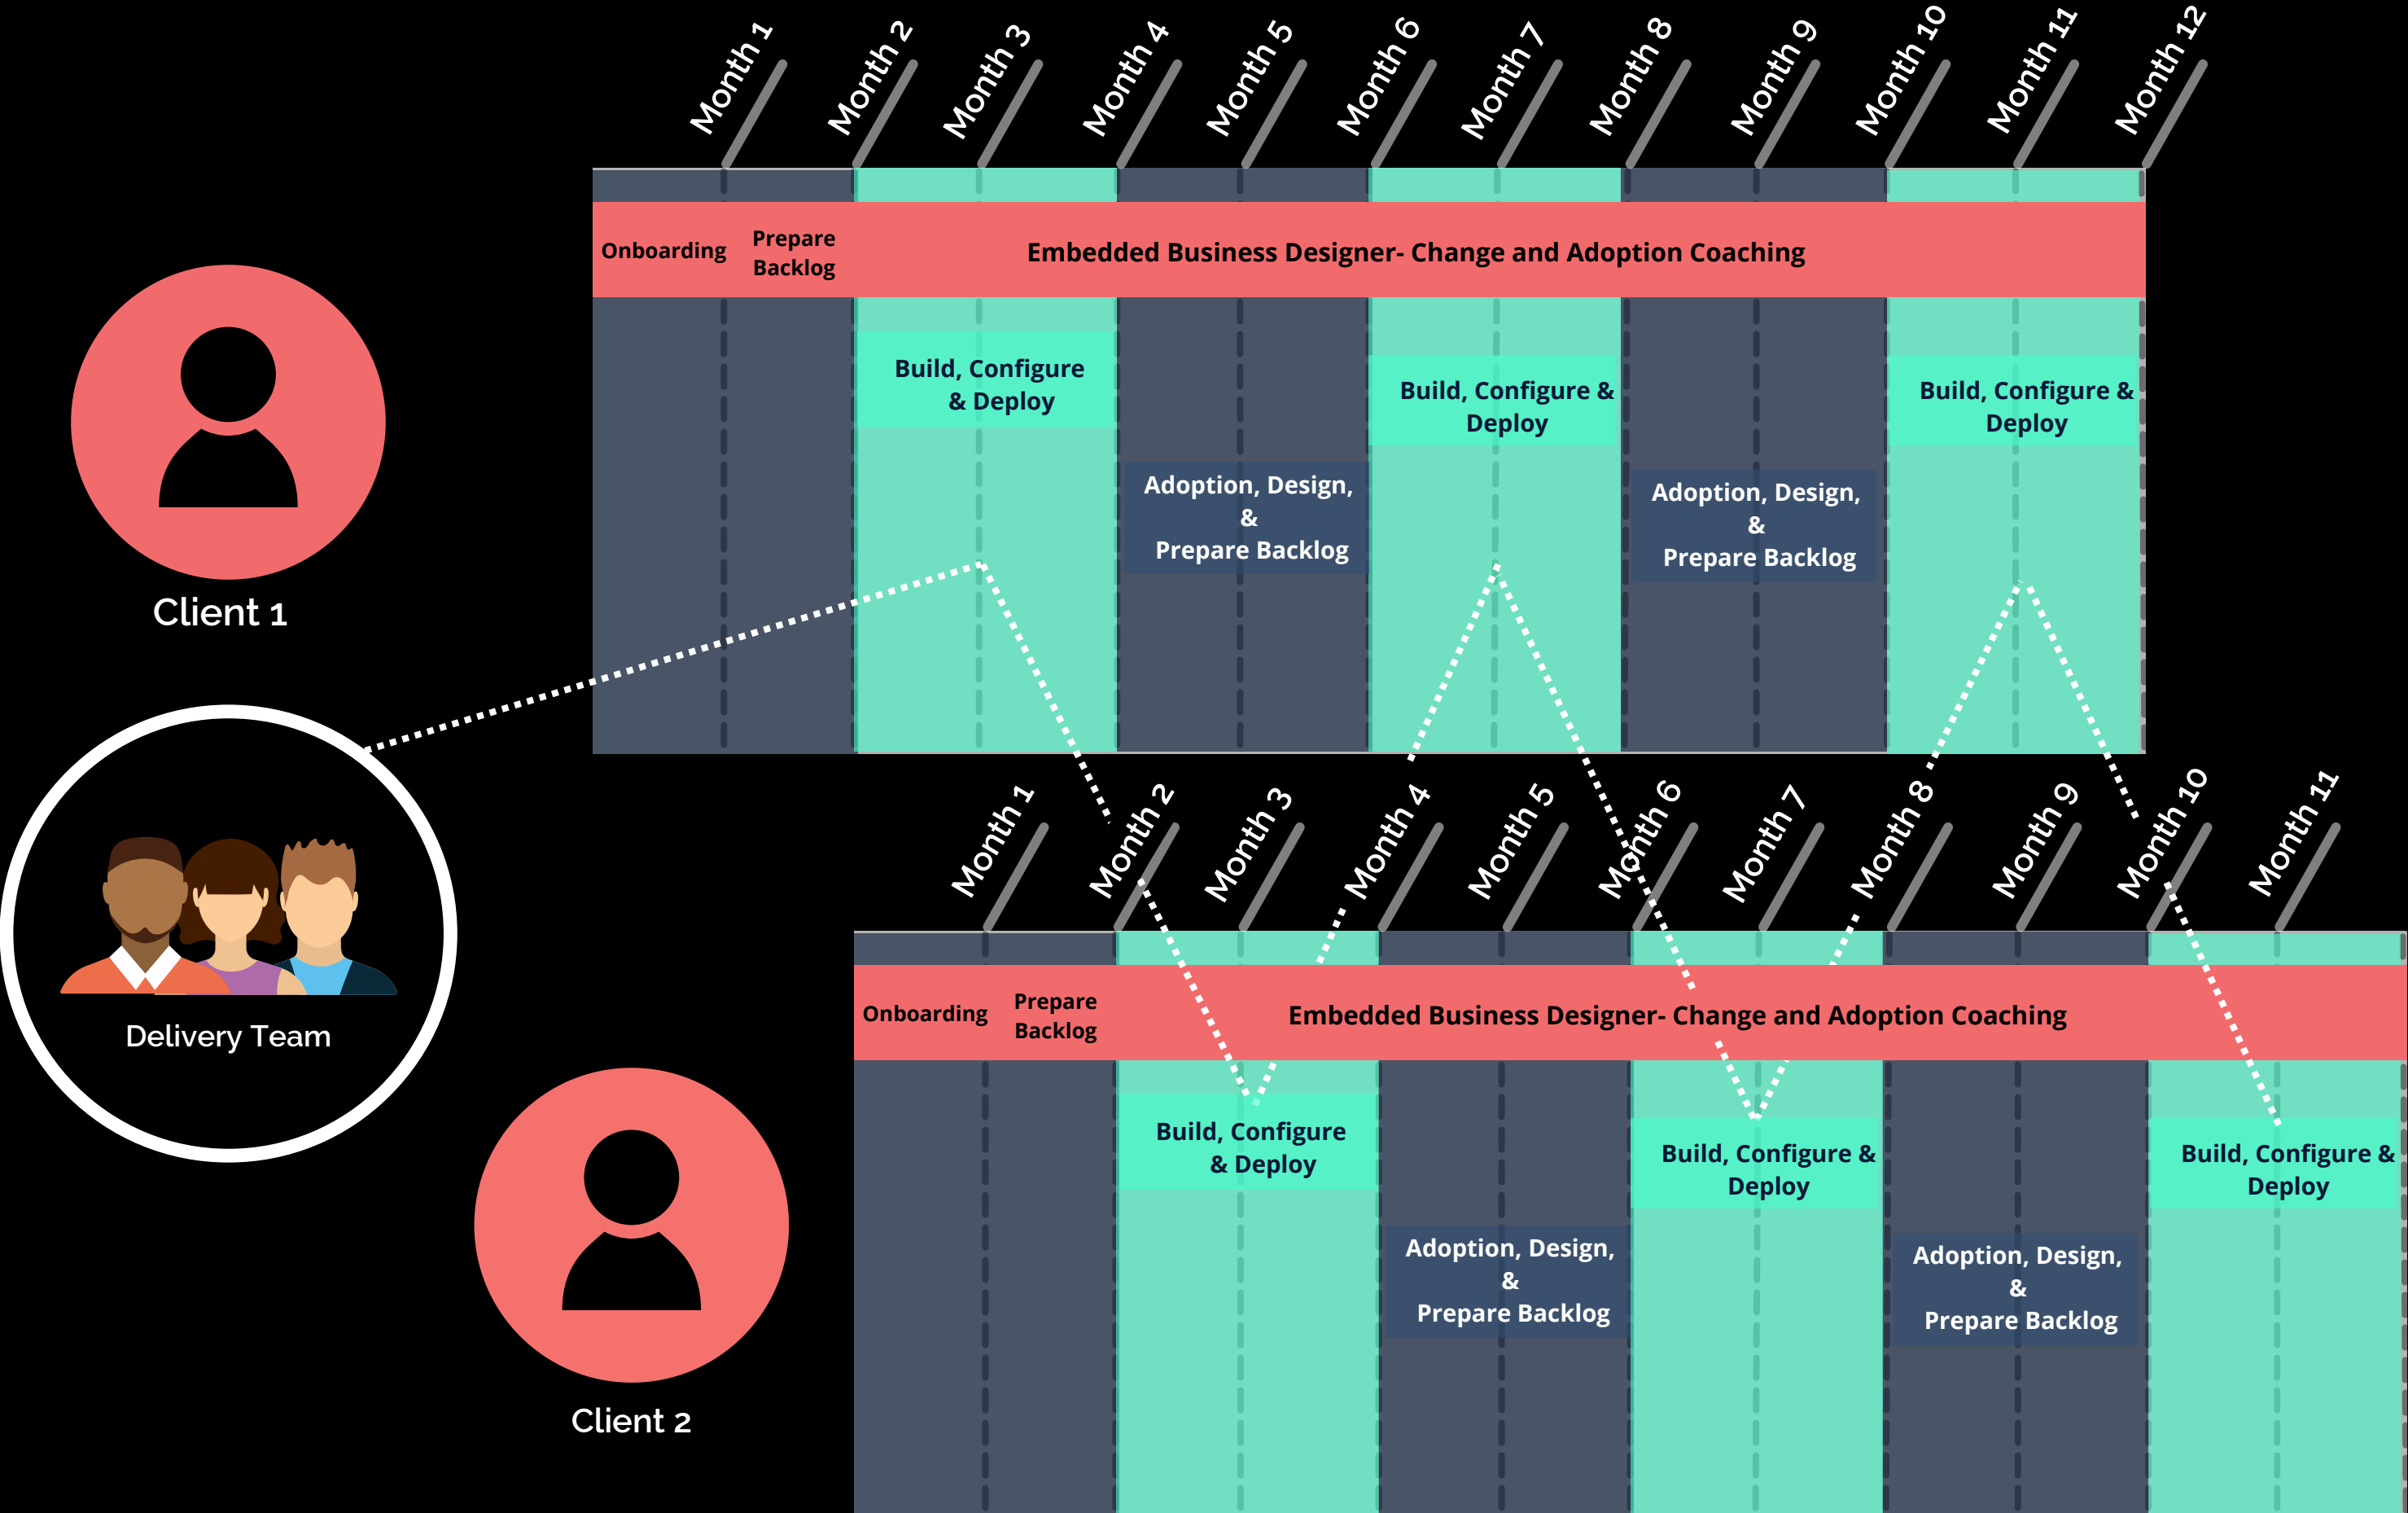 Month 1
Month 2
Month 3
Month 4
Month 5
Month 6
Month 7
Month 8
Month 9
Month 10
Month 11
Month 12
Onboarding
Prepare
Backlog
Embedded Business Designer- Change and Adoption Coaching
Build, Configure
& Deploy
Build, Configure &
Deploy
Build, Configure &
Deploy
Adoption, Design,
&
Prepare Backlog
Adoption, Design,
&
Prepare Backlog
Client 1
Delivery Team
Month 1
Month 2
Month 3
Month 4
Month 5
Month 6
Month 7
Month 8
Month 9
Month 10
Month 11
Onboarding
Prepare
Backlog
Embedded Business Designer- Change and Adoption Coaching
Build, Configure
& Deploy
Build, Configure &
Deploy
Build, Configure &
Deploy
Adoption, Design,
&
Prepare Backlog
Adoption, Design,
&
Prepare Backlog
Client 2